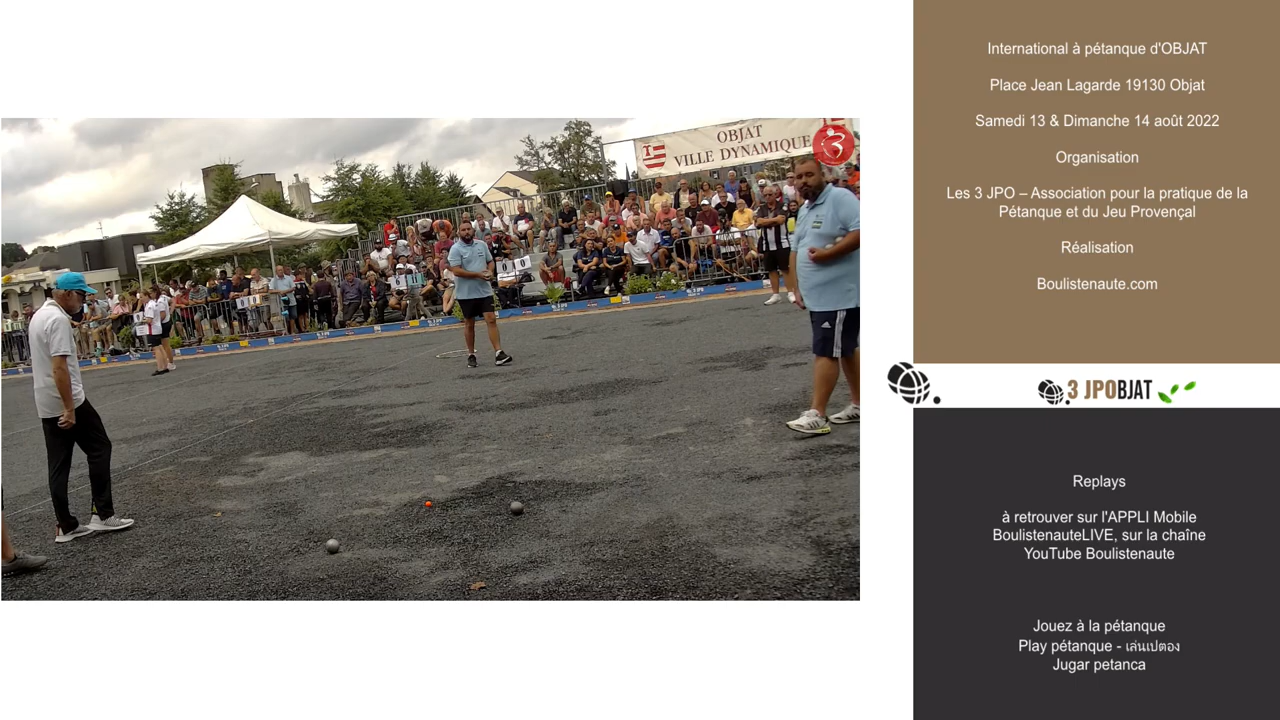 OBJAT
VILLE DYNAMIQUE
3
0 0
International à pétanque d'OBJAT
Place Jean Lagarde 19130 Objat
Samedi 13 & Dimanche 14 août 2022
Organisation
Les 3 JPO – Association pour la pratique de la
Pétanque et du Jeu Provençal
Réalisation
Boulistenaute.com
3 JPOBJAT
Replays
à retrouver sur l'APPLI Mobile
BoulistenauteLIVE, sur la chaîne
YouTube Boulistenaute
Jouez à la pétanque
Play pétanque - เล่นเปตอง
Jugar petanca